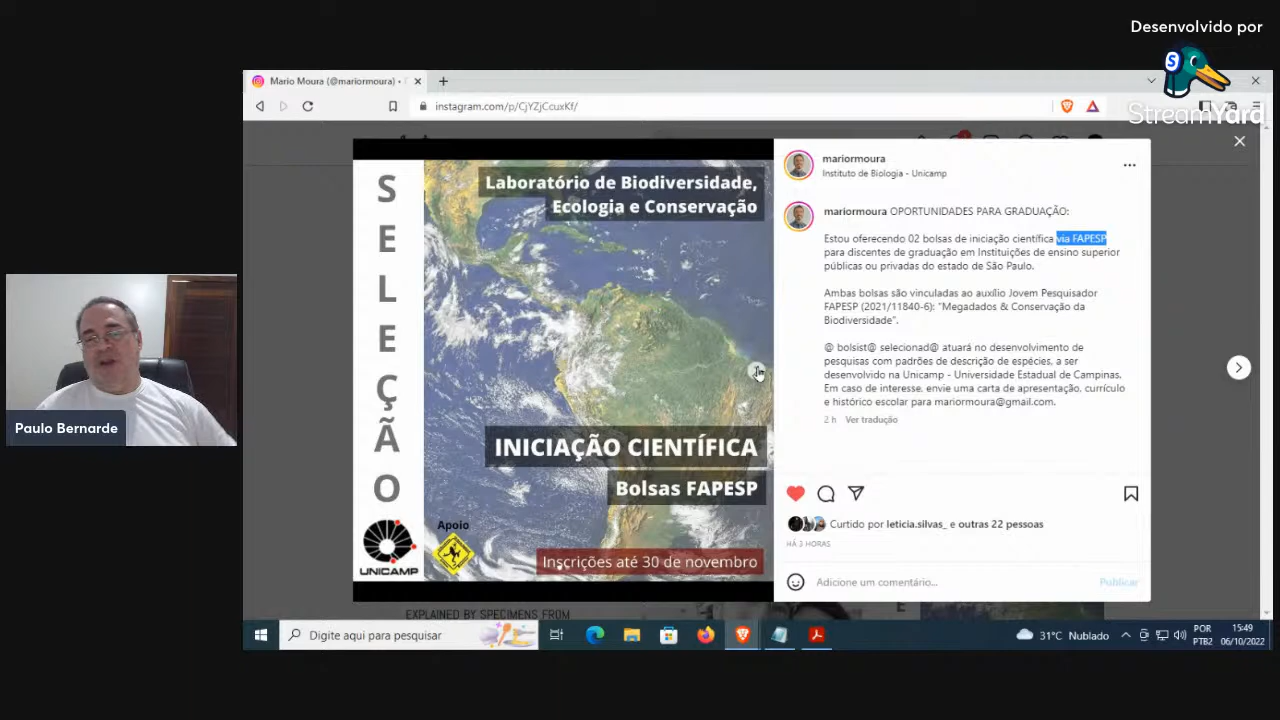 Desenvolvido por
S
StreamYard
Mario Moura (@mariormoura) •
instagram.com/p/CjYZjCcuxKf/
SELEÇÃO
Laboratório de Biodiversidade,
Ecologia e Conservação
INICIAÇÃO CIENTÍFICA
Bolsas FAPESP
Apoio
UNICAMP
Inscrições até 30 de novembro
mariormoura
Instituto de Biologia - Unicamp
mariormoura OPORTUNIDADES PARA GRADUAÇÃO:
Estou oferecendo 02 bolsas de iniciação científica via FAPESP
para discentes de graduação em Instituições de ensino superior
públicas ou privadas do estado de São Paulo.
Ambas bolsas são vinculadas ao auxílio Jovem Pesquisador
FAPESP (2021/11840-6): "Megadados & Conservação da
Biodiversidade".
@ bolsist@ selecionad@ atuará no desenvolvimento de
pesquisas com padrões de descrição de espécies, a ser
desenvolvido na Unicamp - Universidade Estadual de Campinas.
Em caso de interesse, envie uma carta de apresentação, currículo
e histórico escolar para mariormoura@gmail.com.
2 h Ver tradução
Curtido por leticia.silvas_ e outras 22 pessoas
HÁ 3 HORAS
Adicione um comentário...
Publicar
EXPLAINED BY SPECIMENS FROM
Paulo Bernarde
Digite aqui para pesquisar
31°C Nublado
POR
PTB2
15:49
06/10/2022